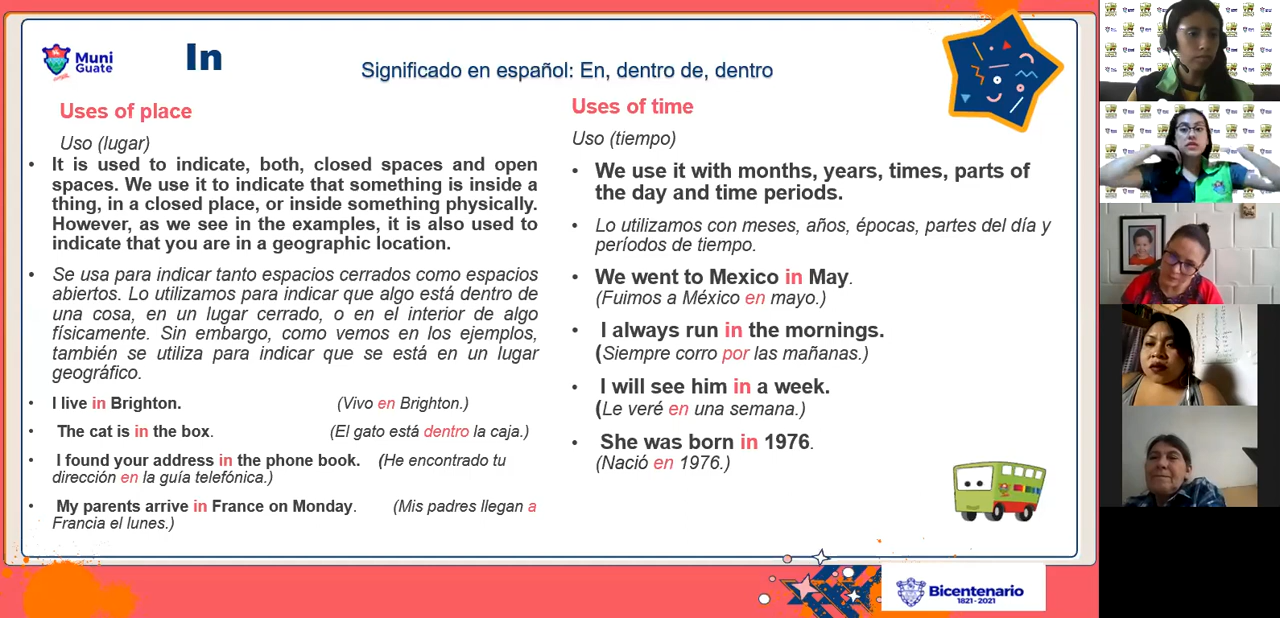 Muni
Guate
In
Significado en español: En, dentro de, dentro
Uses of place
Uso (lugar)
• It is used to indicate, both, closed spaces and open
spaces. We use it to indicate that something is inside a
thing, in a closed place, or inside something physically.
However, as we see in the examples, it is also used to
indicate that you are in a geographic location.
• Se usa para indicar tanto espacios cerrados como espacios
abiertos. Lo utilizamos para indicar que algo está dentro de
una cosa, en un lugar cerrado, o en el interior de algo
físicamente. Sin embargo, como vemos en los ejemplos,
también se utiliza para indicar que se está en un lugar
geográfico.
• I live in Brighton. (Vivo en Brighton.)
• The cat is in the box. (El gato está dentro la caja.)
• I found your address in the phone book. (He encontrado tu
dirección en la guía telefónica.)
• My parents arrive in France on Monday. (Mis padres llegan a
Francia el lunes.)
Uses of time
Uso (tiempo)
• We use it with months, years, times, parts of
the day and time periods.
• Lo utilizamos con meses, años, épocas, partes del día y
períodos de tiempo.
• We went to Mexico in May.
(Fuimos a México en mayo.)
• I always run in the mornings.
(Siempre corro por las mañanas.)
• I will see him in a week.
(Le veré en una semana.)
• She was born in 1976.
(Nació en 1976.)
Bicentenario
1821-2021